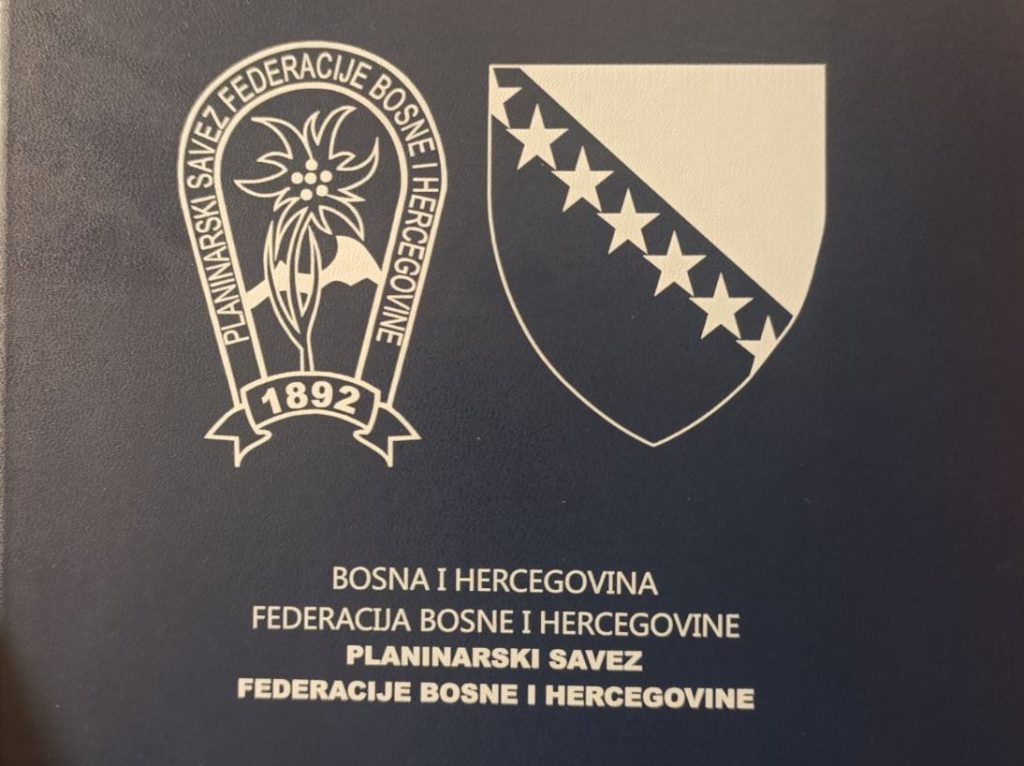 PLANINARSKI SAVEZ FEDERACIJE BOSNE I HERCEGOVINE
1892
BOSNA I HERCEGOVINA
FEDERACIJA BOSNE I HERCEGOVINE
PLANINARSKI SAVEZ
FEDERACIJE BOSNE I HERCEGOVINE